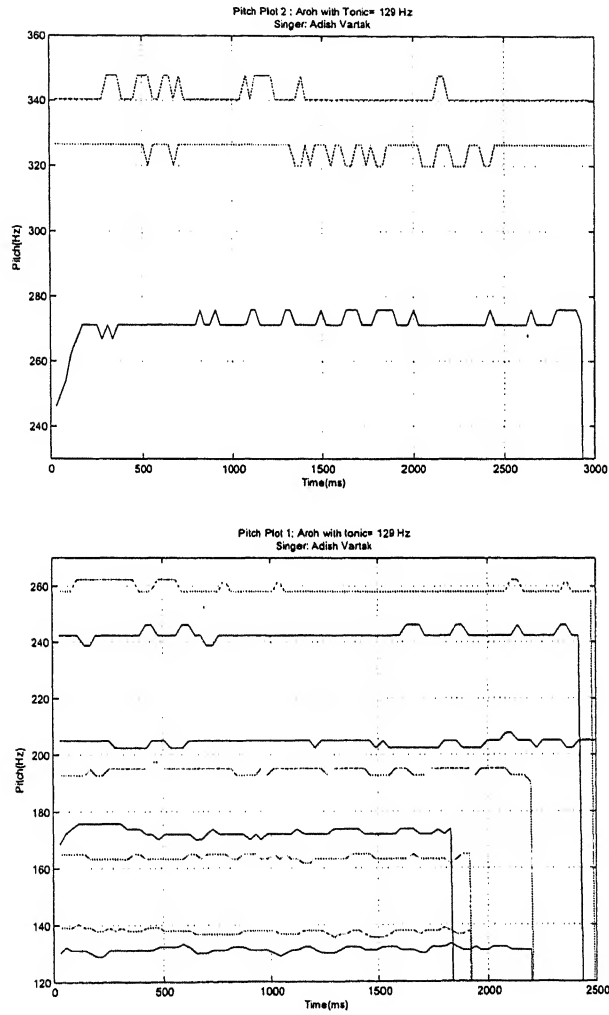 Pitch Plot 2 : Aroh with Tonic= 129 Hz
Singer: Adish Vartak
360
340
320
300
280
260
240
Pitch(Hz)
0 500 1000 1500 2000 2500 3000
Time(ms)
Pitch Plot 1; Aroh with tonic= 129 Hz
Singer: Adish Vartak
260
240
220
200
180
160
140
120
Pitch(Hz)
0 500 1000 1500 2000 2500
Time(ms)